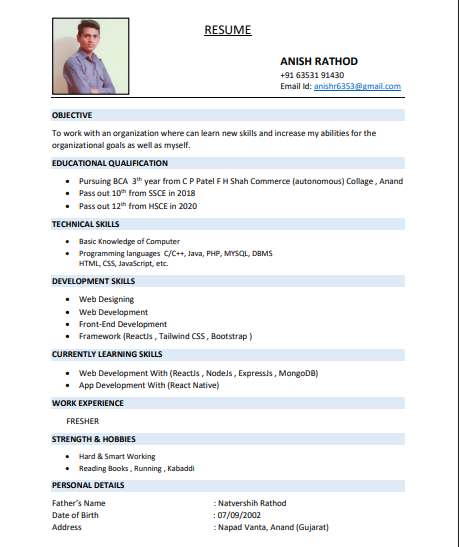 RESUME
ANISH RATHOD
+91 63531 91430
Email Id: anishr6353@gmail.com
OBJECTIVE
To work with an organization where can learn new skills and increase my abilities for the
organizational goals as well as myself.
EDUCATIONAL QUALIFICATION
• Pursuing BCA 3th year from C P Patel F H Shah Commerce (autonomous) Collage , Anand
• Pass out 10th from SSCE in 2018
• Pass out 12th from HSCE in 2020
TECHNICAL SKILLS
• Basic Knowledge of Computer
• Programming languages C/C++, Java, PHP, MYSQL, DBMS
HTML, CSS, JavaScript, etc.
DEVELOPMENT SKILLS
• Web Designing
• Web Development
• Front-End Development
• Framework (ReactJs , Tailwind CSS , Bootstrap )
CURRENTLY LEARNING SKILLS
• Web Development With (ReactJs , NodeJs , ExpressJs , MongoDB)
• App Development With (React Native)
WORK EXPERIENCE
FRESHER
STRENGTH & HOBBIES
• Hard & Smart Working
• Reading Books , Running , Kabaddi
PERSONAL DETAILS
Father's Name : Natvershih Rathod
Date of Birth : 07/09/2002
Address : Napad Vanta, Anand (Gujarat)